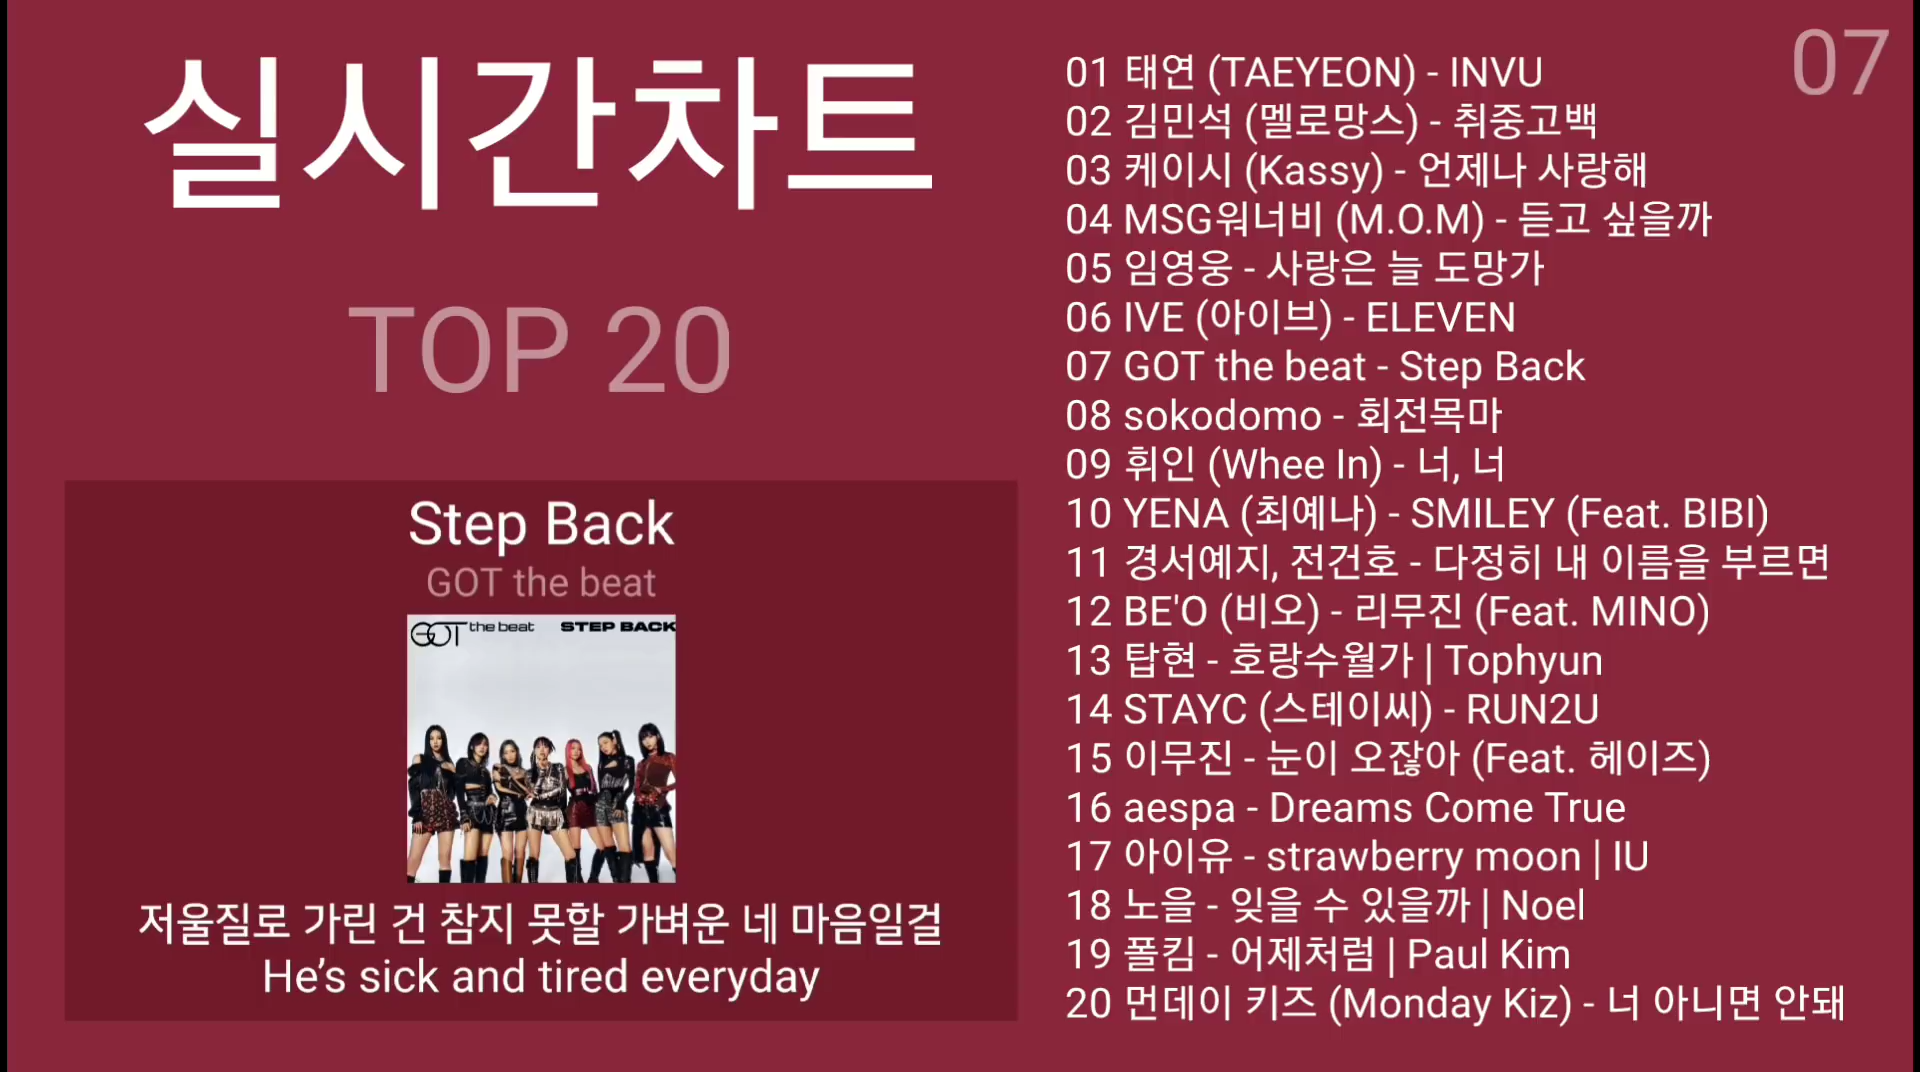 실시간차트
TOP 20
Step Back
GOT the beat
GOT the beat STEP BACK
저울질로 가린 건 참지 못할 가벼운 네 마음일걸
He's sick and tired everyday
07
01 태연 (TAEYEON) - INVU
02 김민석 (멜로망스) - 취중고백
03 케이시 (Kassy) - 언제나 사랑해
04 MSG워너비 (M.O.M) - 듣고 싶을까
05 임영웅 - 사랑은 늘 도망가
06 IVE (아이브) - ELEVEN
07 GOT the beat - Step Back
08 sokodomo - 회전목마
09 휘인 (Whee In) - 너, 너
10 YENA (최예나) - SMILEY (Feat. BIBI)
11 경서예지, 전건호 - 다정히 내 이름을 부르면
12 BE'O (비오) - 리무진 (Feat. MINO)
13 탑현 - 호랑수월가 | Tophyun
14 STAYC (스테이씨) - RUN2U
15 이무진 - 눈이 오잖아 (Feat. 헤이즈)
16 aespa - Dreams Come True
17 아이유 - strawberry moon | IU
18 노을 - 잊을 수 있을까 | Noel
19 폴킴 - 어제처럼 | Paul Kim
20 먼데이 키즈 (Monday Kiz) - 너 아니면 안돼